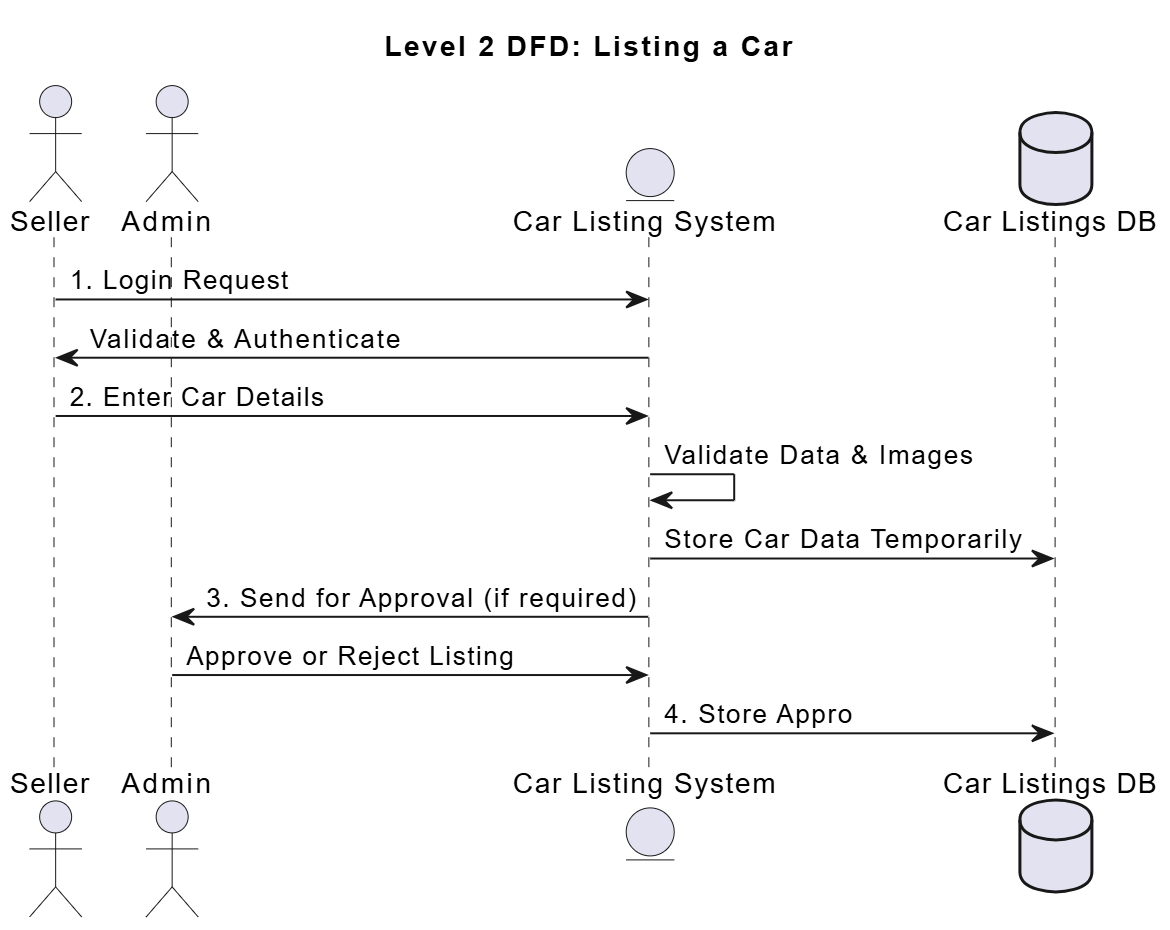 Level 2 DFD: Listing a Car
Seller
Admin
Car Listing System
Car Listings DB
1. Login Request
Validate & Authenticate
2. Enter Car Details
Validate Data & Images
Store Car Data Temporarily
3. Send for Approval (if required)
Approve or Reject Listing
4. Store Appro
Seller
Admin
Car Listing System
Car Listings DB